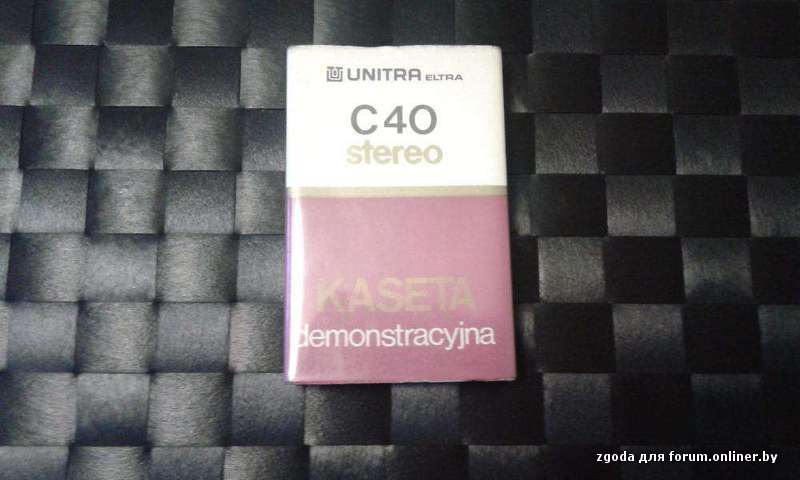 UNITRA ELTRA
C40
stereo
KASETA
demonstracyjna
zgoda для forum.onliner.by